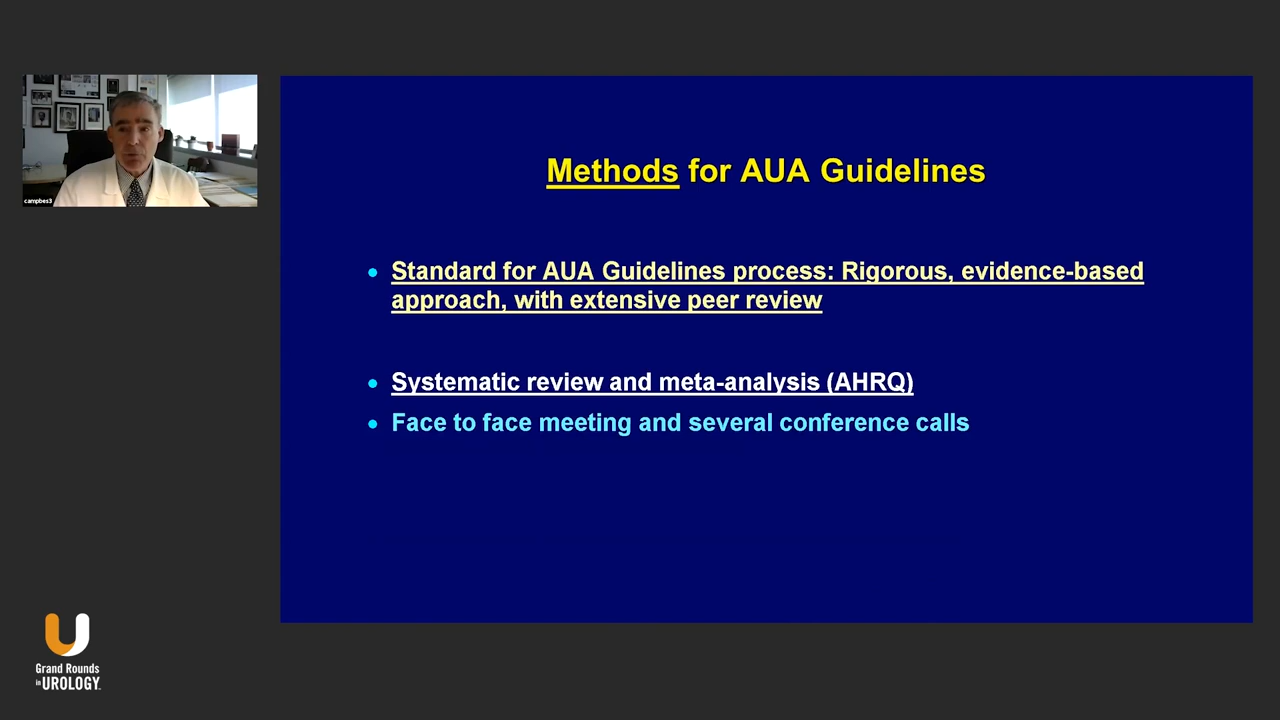 campbes3
Methods for AUA Guidelines
Standard for AUA Guidelines process: Rigorous, evidence-based
approach, with extensive peer review
Systematic review and meta-analysis (AHRQ)
Face to face meeting and several conference calls
Grand Rounds
in UROLOGY